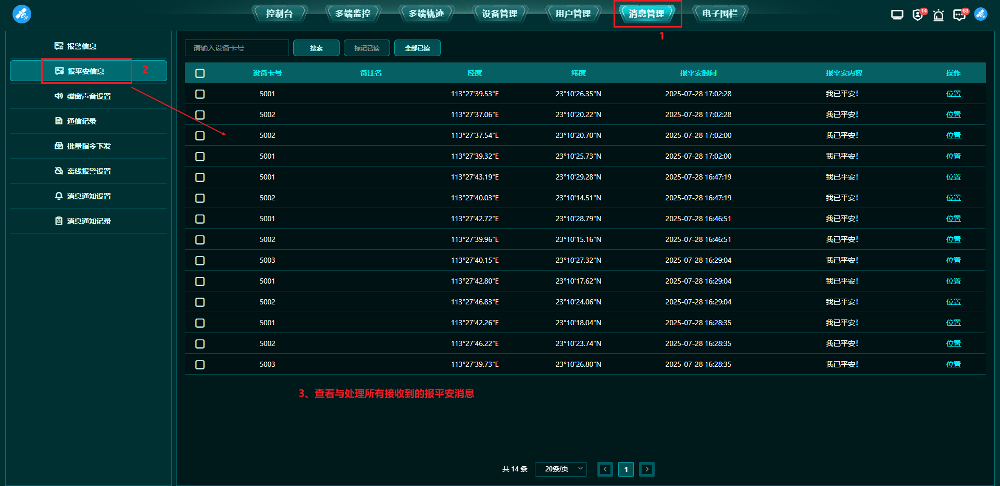 控制台 多端监控 多端轨迹 设备管理 用户管理 消息管理 电子围栏 14 63
1
报警信息
报平安信息 2
弹窗声音设置
通信记录
批量指令下发
离线报警设置
消息通知设置
消息通知记录
请输入设备卡号 搜索 标记已读 全部已读
设备卡号 备注名 经度 纬度 报平安时间 报平安内容 操作
5001 113°27'39.53"E 23°10'26.35"N 2025-07-28 17:02:28 我已平安! 位置
5002 113°27'37.06"E 23°10'20.22"N 2025-07-28 17:02:28 我已平安! 位置
5002 113°27'37.54"E 23°10'20.70"N 2025-07-28 17:02:00 我已平安! 位置
5001 113°27'39.32"E 23°10'25.73"N 2025-07-28 17:02:00 我已平安! 位置
5001 113°27'43.19"E 23°10'29.28"N 2025-07-28 16:47:19 我已平安! 位置
5002 113°27'40.03"E 23°10'14.51"N 2025-07-28 16:47:19 我已平安! 位置
5001 113°27'42.72"E 23°10'28.79"N 2025-07-28 16:46:51 我已平安! 位置
5002 113°27'39.96"E 23°10'15.16"N 2025-07-28 16:46:51 我已平安! 位置
5003 113°27'40.15"E 23°10'27.32"N 2025-07-28 16:29:04 我已平安! 位置
5001 113°27'42.80"E 23°10'17.62"N 2025-07-28 16:29:04 我已平安! 位置
5002 113°27'46.83"E 23°10'24.06"N 2025-07-28 16:29:04 我已平安! 位置
5001 113°27'42.26"E 23°10'18.04"N 2025-07-28 16:28:35 我已平安! 位置
5002 113°27'46.22"E 23°10'23.74"N 2025-07-28 16:28:35 我已平安! 位置
5003 113°27'39.73"E 23°10'26.80"N 2025-07-28 16:28:35 我已平安! 位置
3、查看与处理所有接收到的报平安消息
共 14 条 20条/页 1